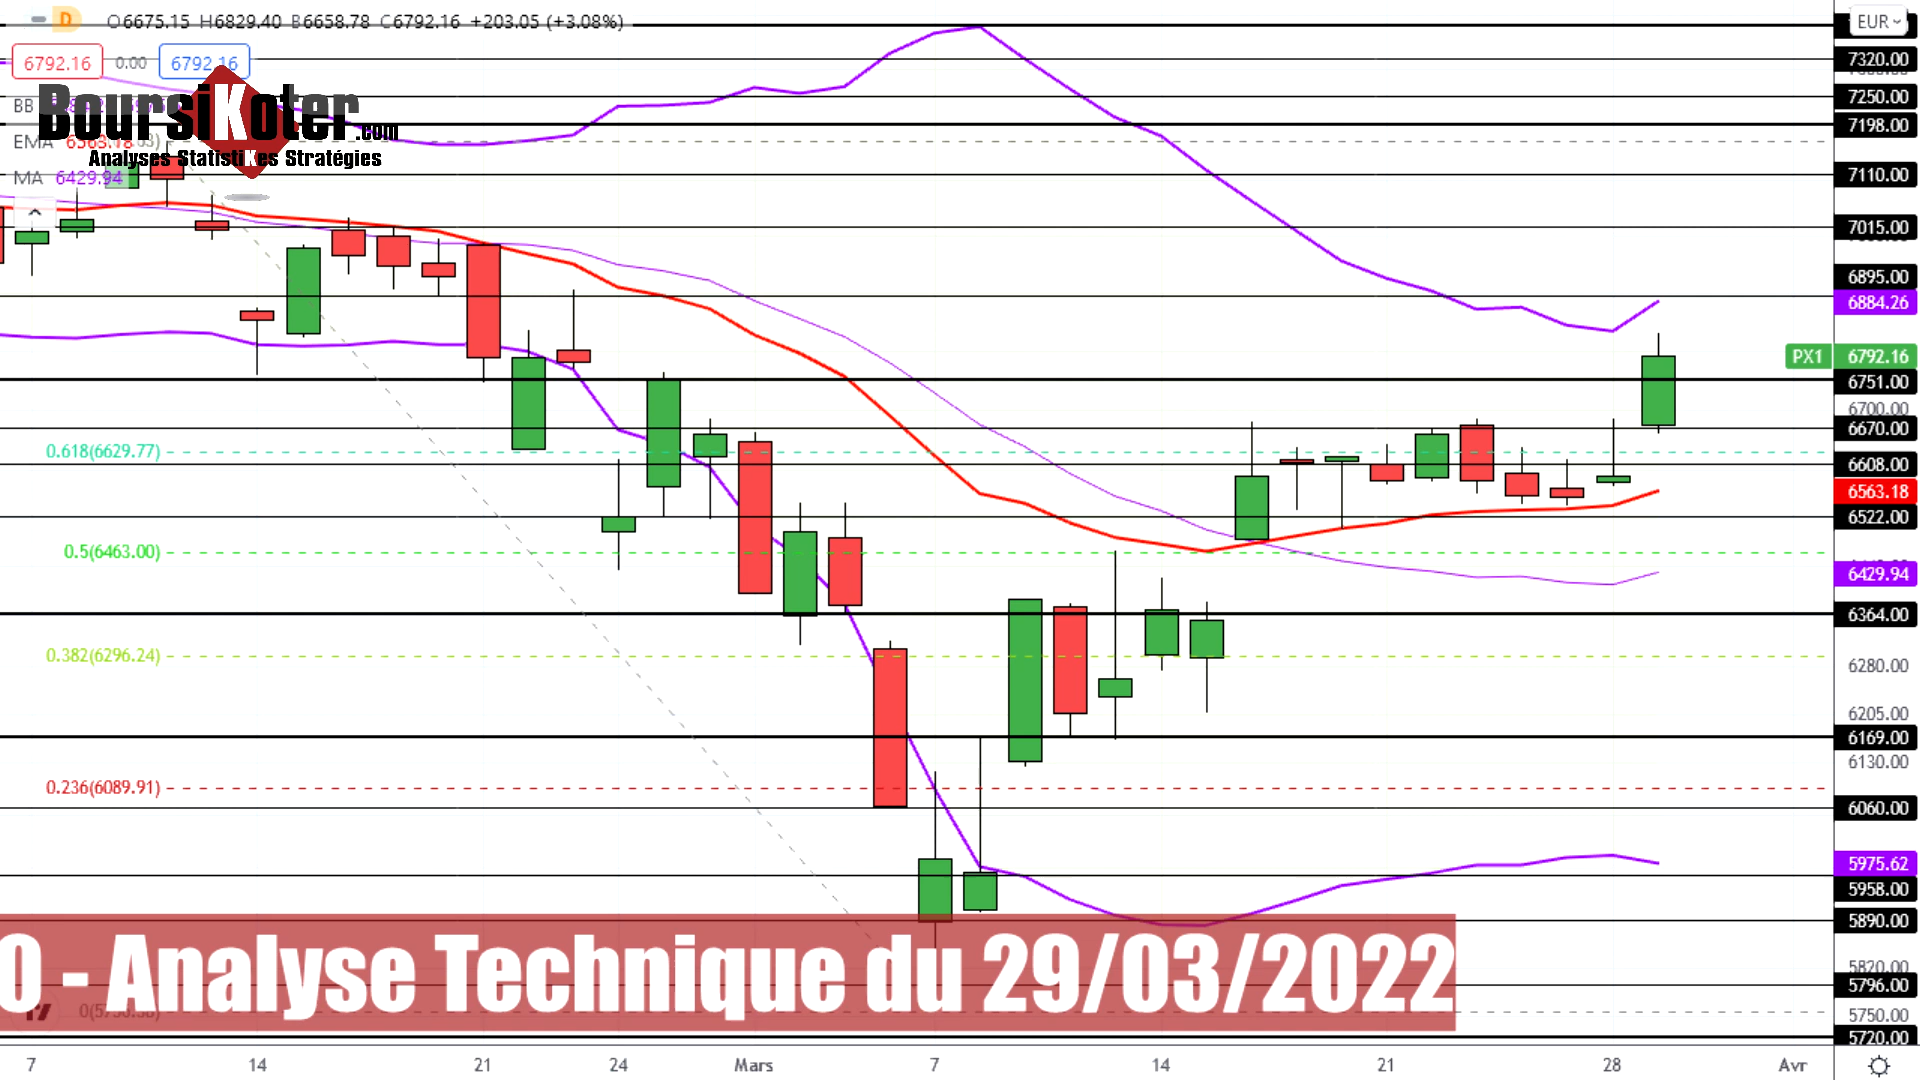 D O6675.15 H6829.40 B6658.78 C6792.16 +203.05 (+3.08%)
EUR
6792.16 0.00 6792.16
BB
BoursiKoter.com
EMA 6563.18
Analyses StatistiKes Stratégies
MA 6429.94
7320.00
7250.00
7198.00
7110.00
7015.00
6895.00
6884.26
PX1 6792.16
6751.00
6700.00
6670.00
0.618(6629.77)
6608.00
6563.18
6522.00
0.5(6463.00)
6429.94
6364.00
0.382(6296.24)
6280.00
6205.00
6169.00
6130.00
0.236(6089.91)
6060.00
5975.62
5958.00
5890.00
0 - Analyse Technique du 29/03/2022
5820.00
5796.00
5750.00
5720.00
7 14 21 24 Mars 7 14 21 28 Avr